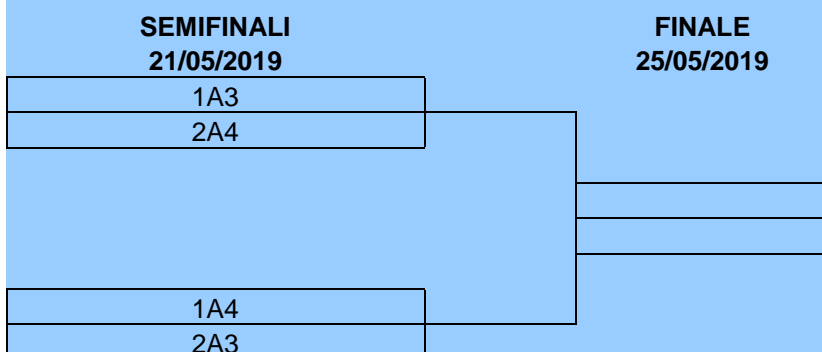 SEMIFINALI
21/05/2019
FINALE
25/05/2019
1A3
2A4
1A4
2A3